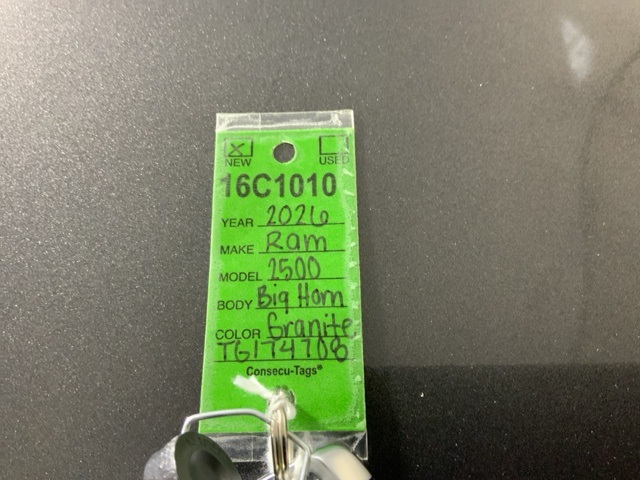 NEW USED
16C1010
YEAR 2026
MAKE Ram
MODEL 2500
BODY Big Horn
COLOR Granite
TG174708
Consecu-Tags®